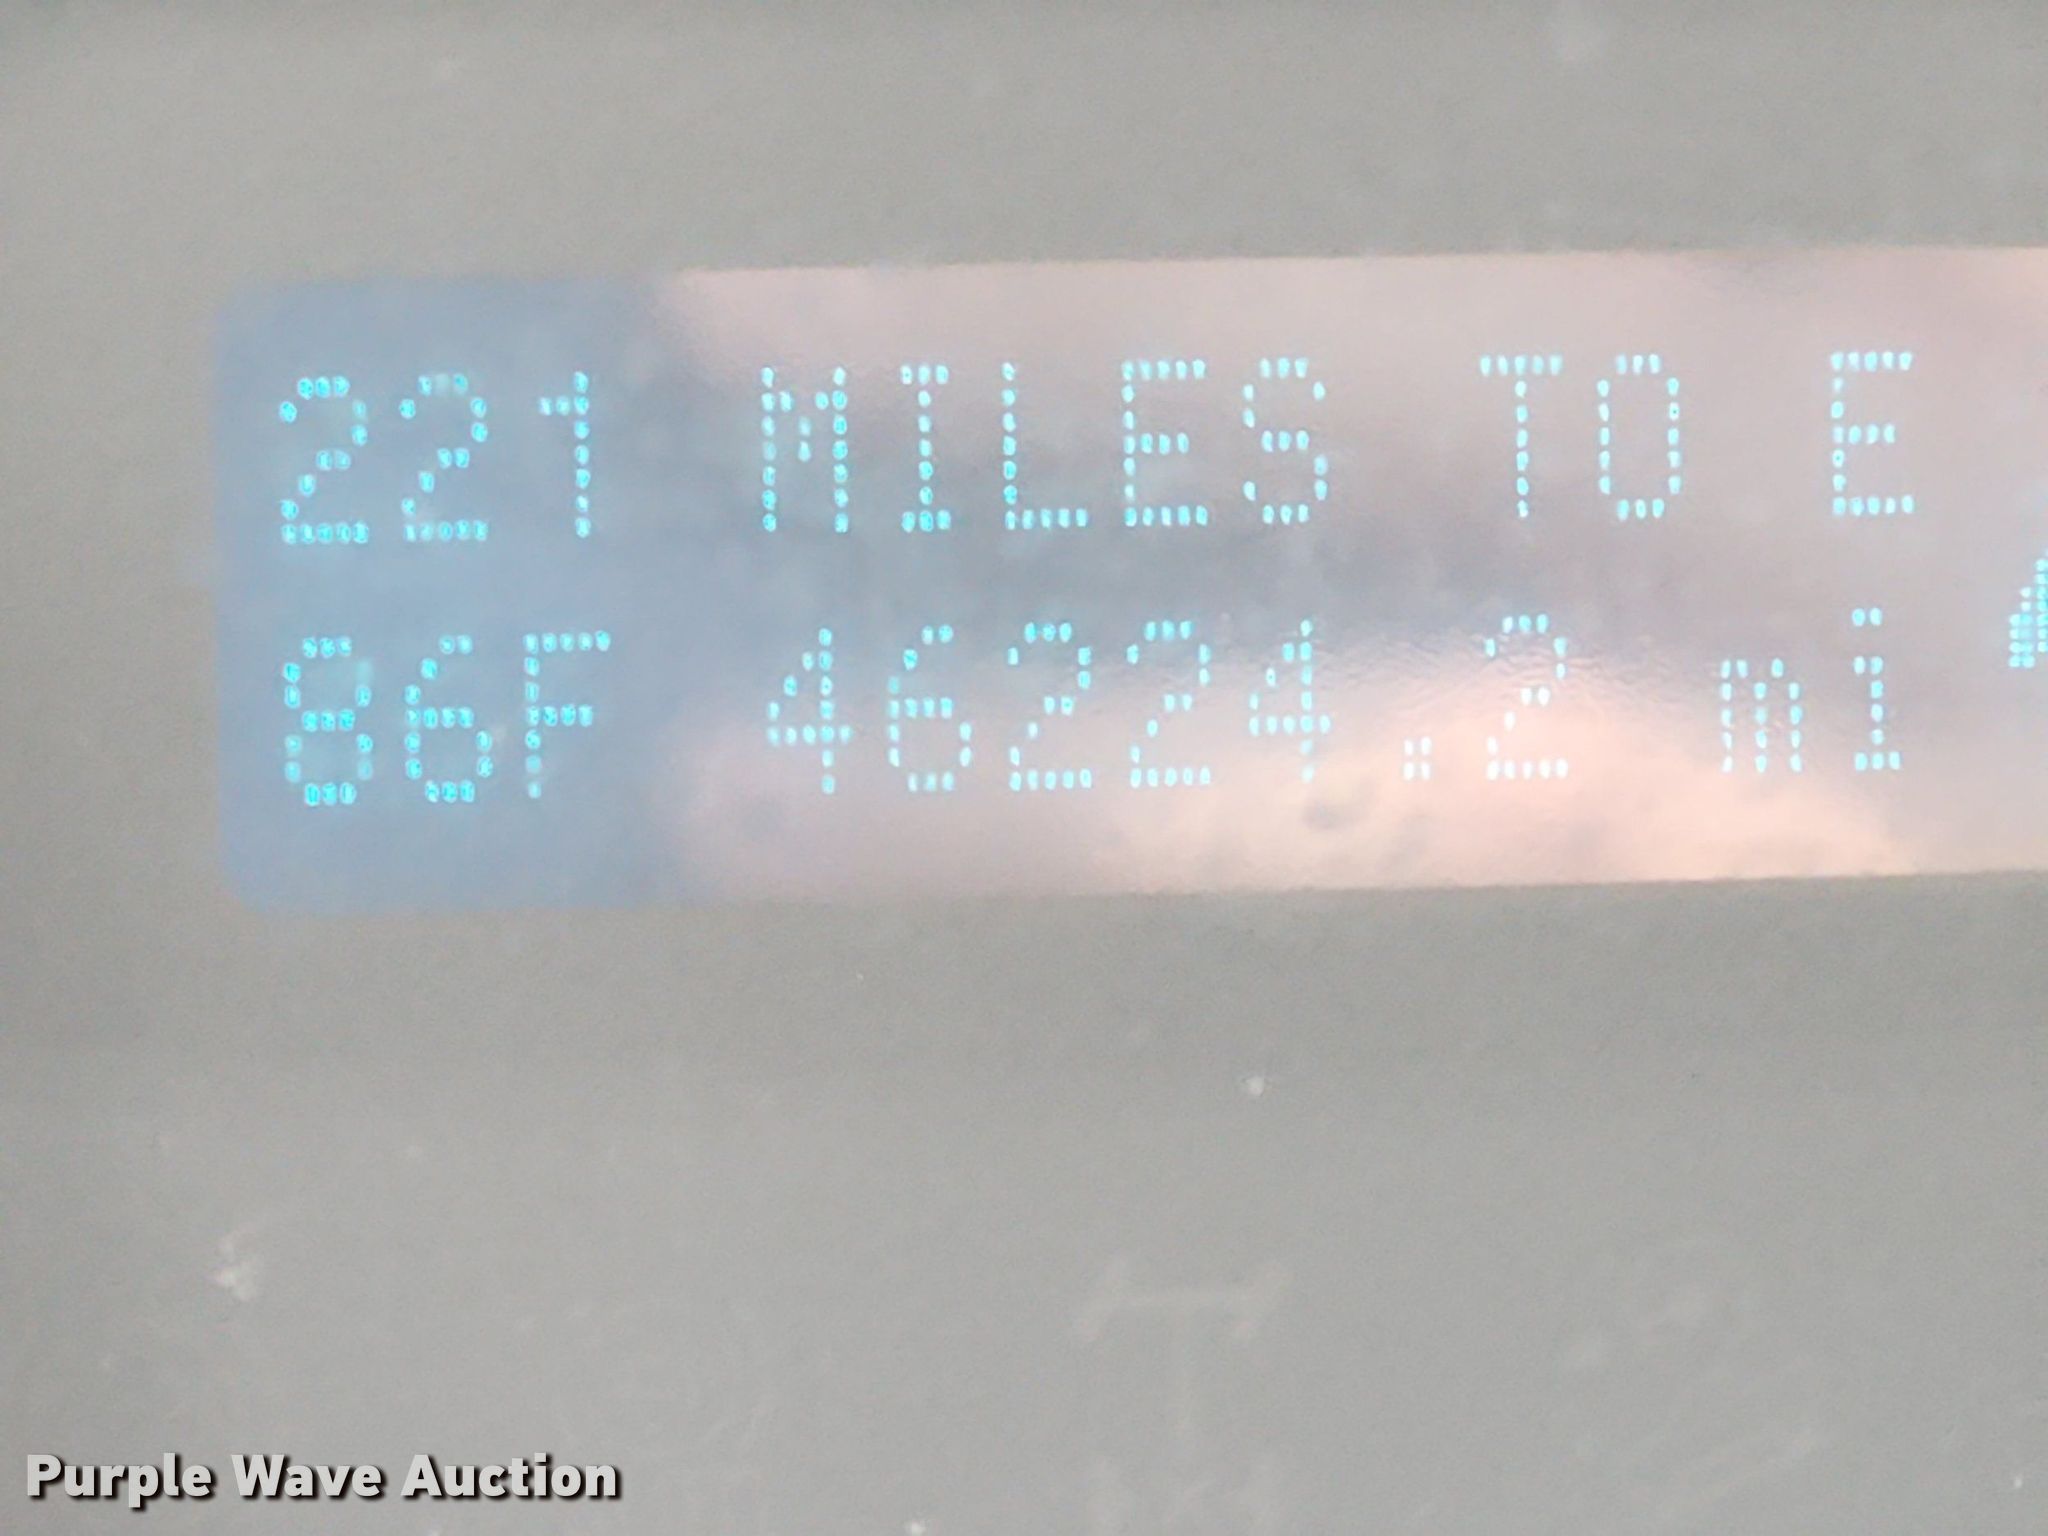 221 MILES TO E
86F 46224.2 mi
Purple Wave Auction